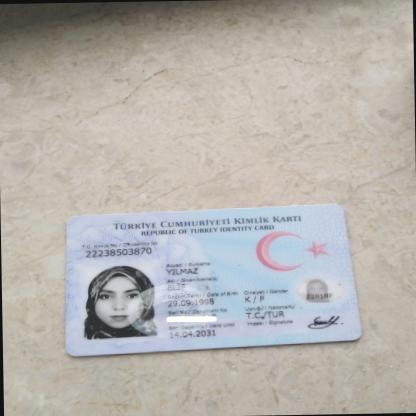 TÜRKİYE CUMHURİYETİ KİMLİK KARTI
REPUBLIC OF TURKEY IDENTITY CARD
T.C. Kimlik No / Identity No
22238503870
Soyadı / Surname
YILMAZ
Adı / Given Name(s)
ELİF
Doğum Tarihi / Date of Birth
29.09.1998
Cinsiyet / Gender
K / F
Seri No / Document No
Uyruğu / Nationality
T.C./TUR
Son Geçerlilik / Valid Until
14.04.2031
İmzası / Signature